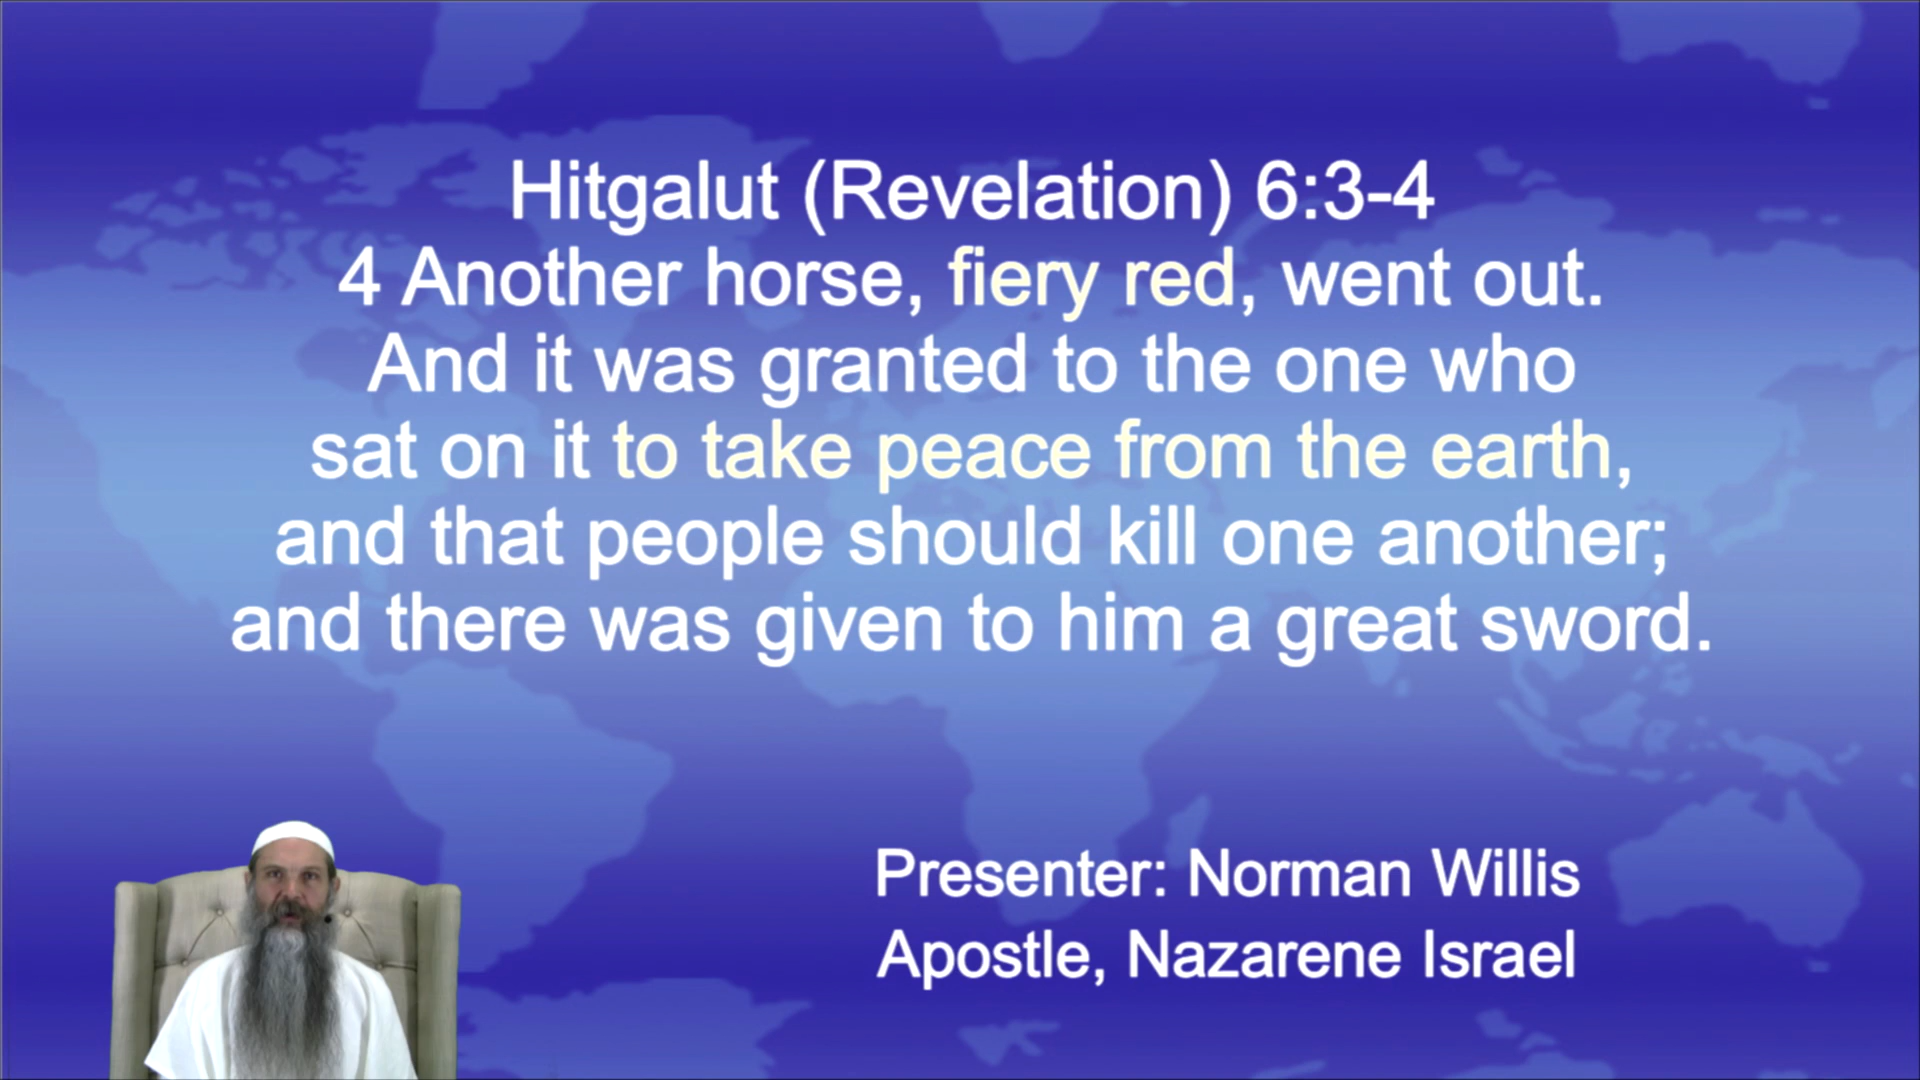 Hitgalut (Revelation) 6:3-4
4 Another horse, fiery red, went out.
And it was granted to the one who
sat on it to take peace from the earth,
and that people should kill one another;
and there was given to him a great sword.
Presenter: Norman Willis
Apostle, Nazarene Israel